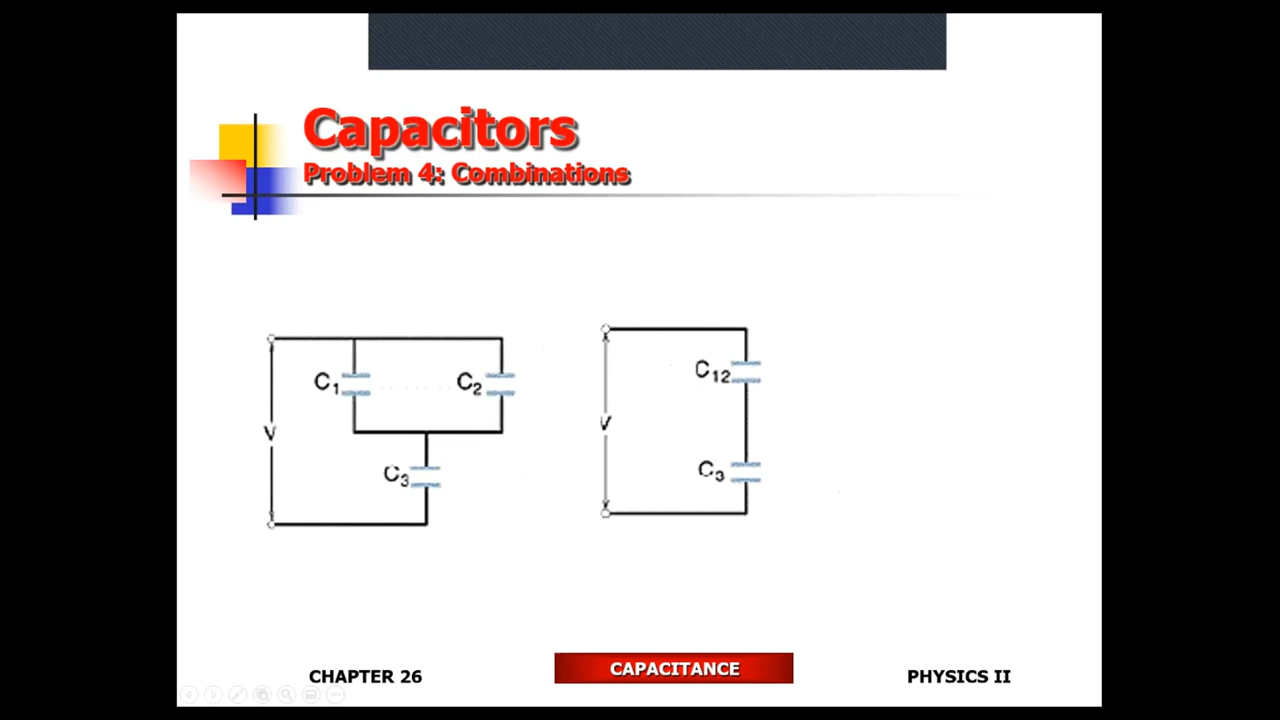 Capacitors
Problem 4: Combinations
C₁
C₂
V
C₃
C₁₂
V
C₃
CHAPTER 26
CAPACITANCE
PHYSICS II